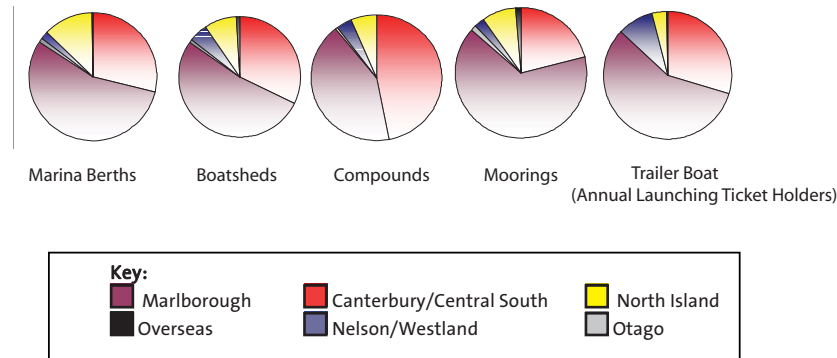 Marina Berths Boatsheds Compounds Moorings Trailer Boat
(Annual Launching Ticket Holders)
Key:
Marlborough Canterbury/Central South North Island
Overseas Nelson/Westland Otago